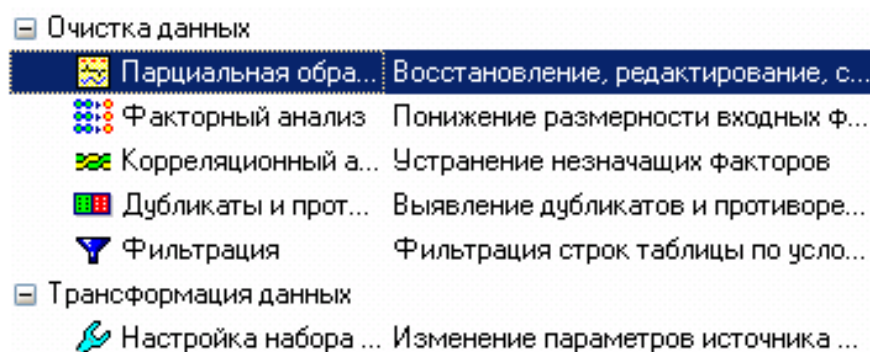 Очистка данных
Парциальная обра... Восстановление, редактирование, с...
Факторный анализ Понижение размерности входных ф...
Корреляционный а... Устранение незначащих факторов
Дубликаты и прот... Выявление дубликатов и противоре...
Фильтрация Фильтрация строк таблицы по усло...
Трансформация данных
Настройка набора ... Изменение параметров источника ...